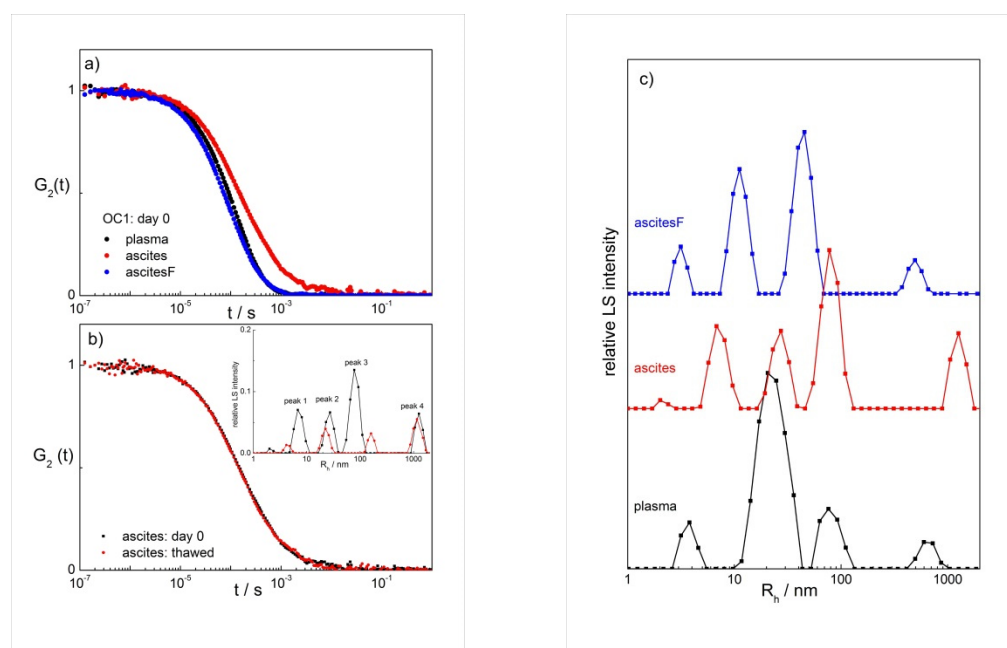 a)
1
G₂(t)
OC1: day 0
plasma
ascites
ascitesF
0
10⁻⁷ 10⁻⁵ 10⁻³ 10⁻¹
t / s
b)
1
G₂ (t)
ascites: day 0
ascites: thawed
0
10⁻⁷ 10⁻⁵ 10⁻³ 10⁻¹
t / s
0.2
0.1
0.0
relative LS intensity
peak 1
peak 2
peak 3
peak 4
1 10 100 1000
Rₕ / nm
c)
relative LS intensity
ascitesF
ascites
plasma
1 10 100 1000
Rₕ / nm